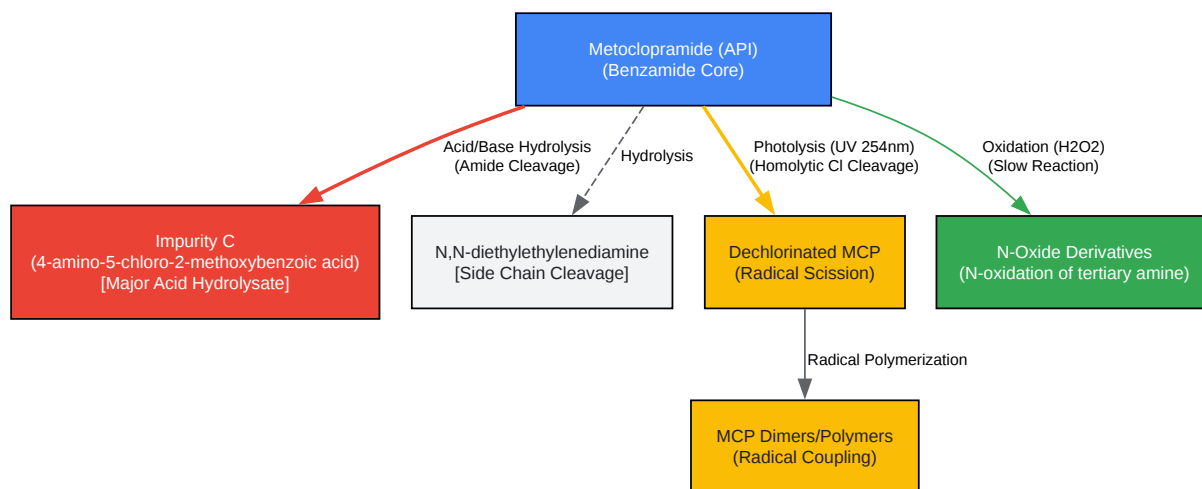 Metoclopramide (API)
(Benzamide Core)
Acid/Base Hydrolysis
(Amide Cleavage)
Hydrolysis
Photolysis (UV 254nm)
(Homolytic Cl Cleavage)
Oxidation (H2O2)
(Slow Reaction)
Impurity C
(4-amino-5-chloro-2-methoxybenzoic acid)
[Major Acid Hydrolysate]
N,N-diethylethylenediamine
[Side Chain Cleavage]
Dechlorinated MCP
(Radical Scission)
N-Oxide Derivatives
(N-oxidation of tertiary amine)
Radical Polymerization
MCP Dimers/Polymers
(Radical Coupling)